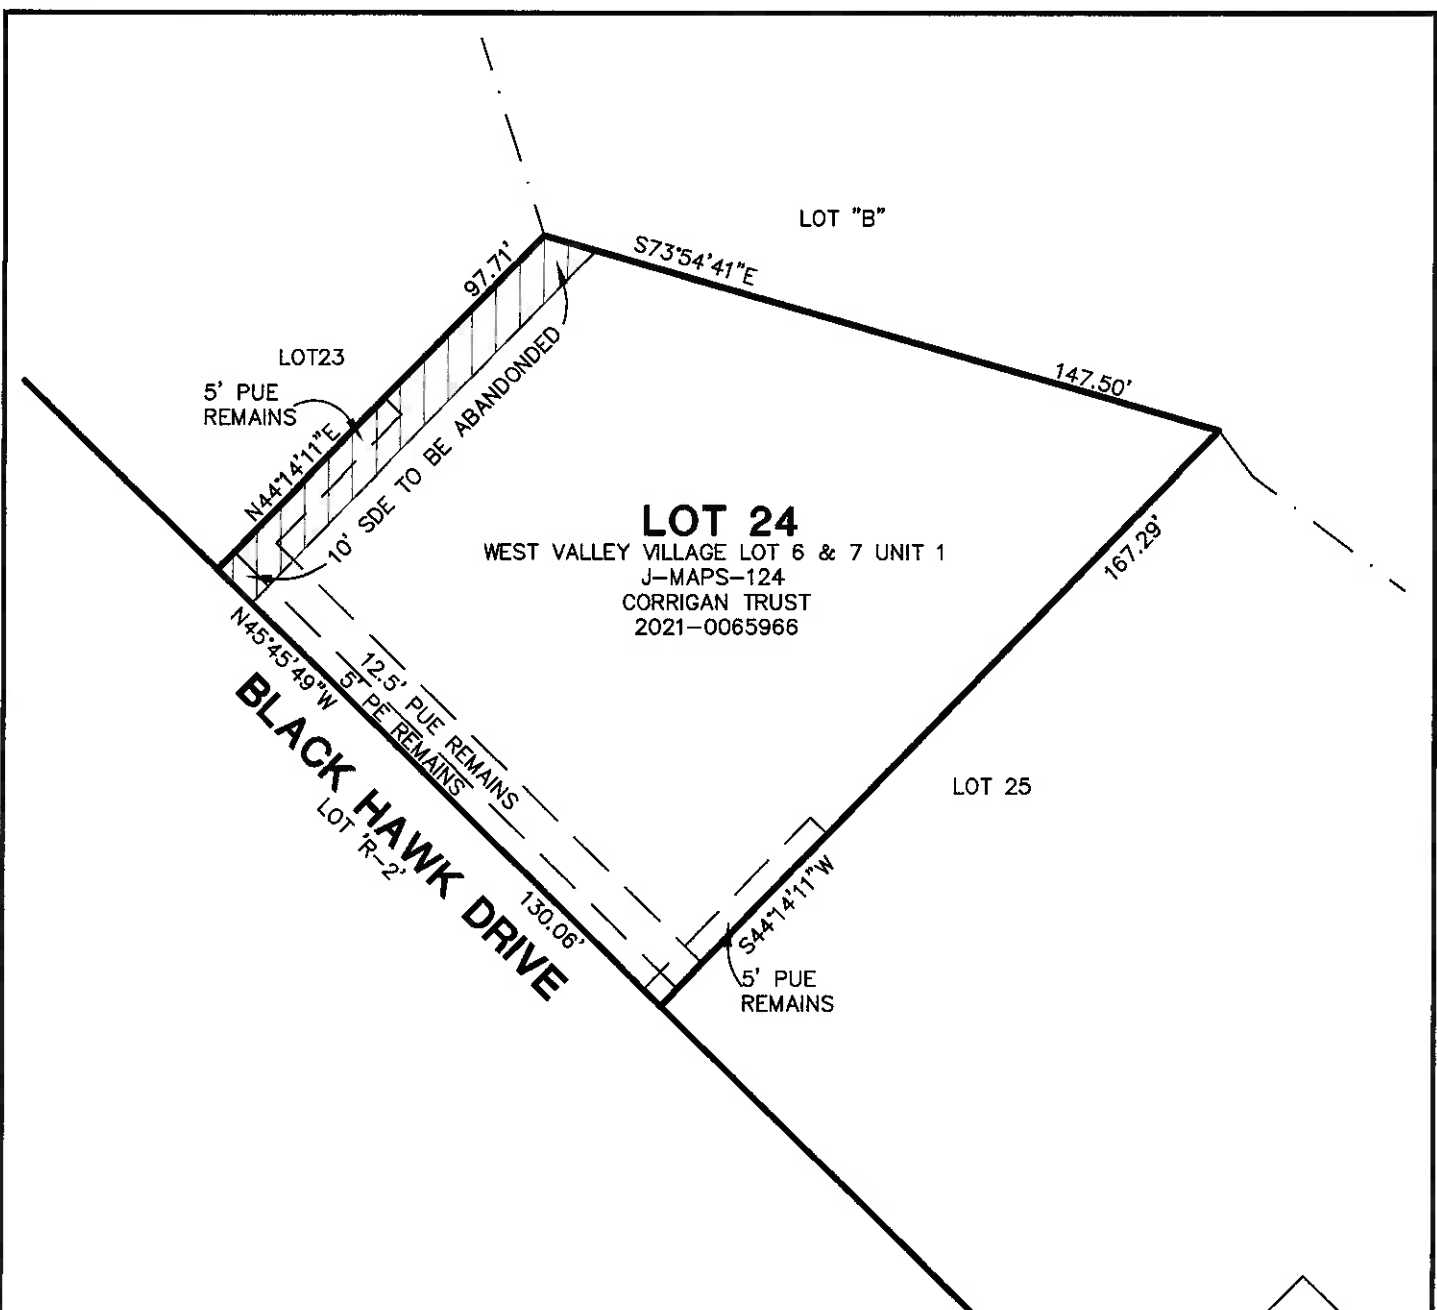 LOT "B"
S73°54'41"E
97.71'
LOT23
5' PUE
REMAINS
147.50'
N44°14'11"E
10' SDE TO BE ABANDONDED
LOT 24
WEST VALLEY VILLAGE LOT 6 & 7 UNIT 1
J-MAPS-124
CORRIGAN TRUST
2021-0065966
167.29'
N45°45'49"W
12.5' PUE REMAINS
5' PE REMAINS
BLACK HAWK DRIVE
LOT 'R-2'
LOT 25
130.06'
S44°14'11"W
5' PUE
REMAINS